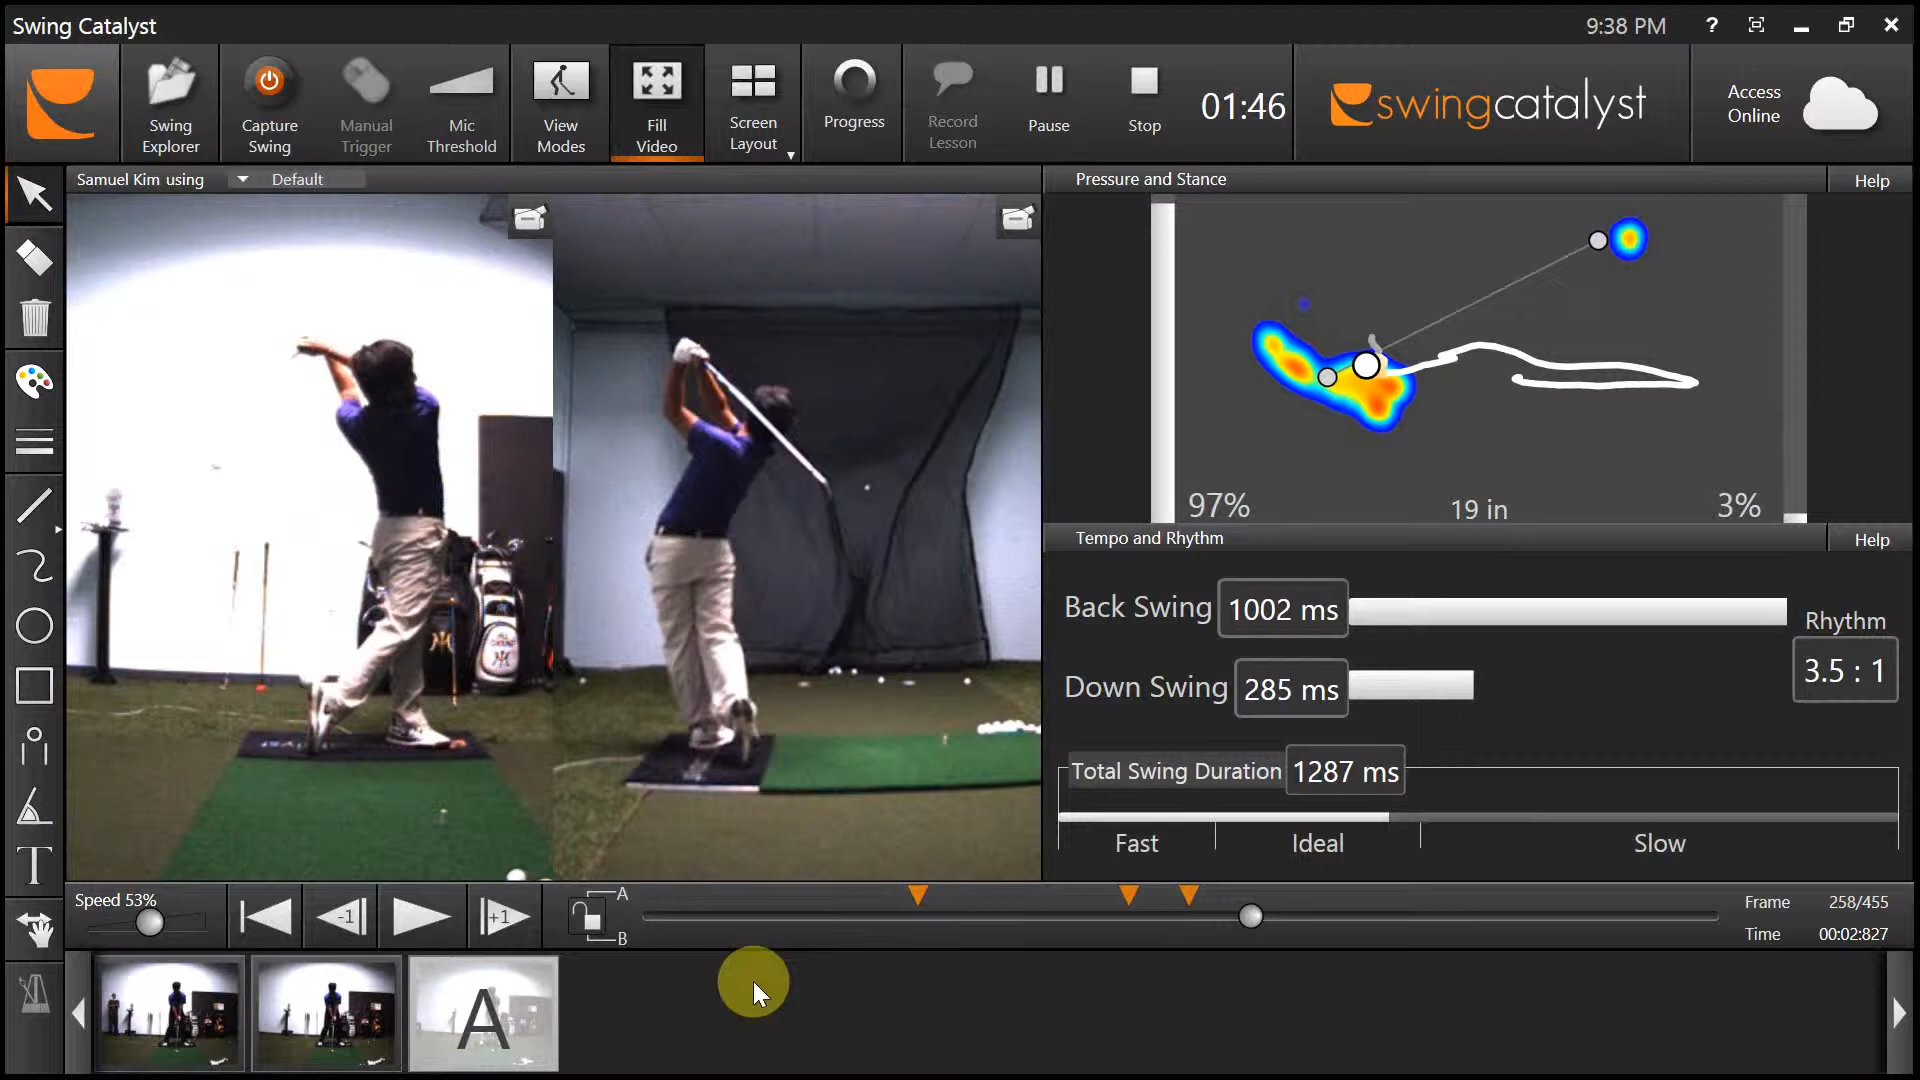 Swing Catalyst
9:38 PM
?
Swing
Explorer
Capture
Swing
Manual
Trigger
Mic
Threshold
View
Modes
Fill
Video
Screen
Layout
Progress
Record
Lesson
Pause
Stop
01:46
swingcatalyst
Access
Online
Samuel Kim using
Default
Pressure and Stance
Help
97%
19 in
3%
Tempo and Rhythm
Help
Back Swing 1002 ms
Rhythm
3.5 : 1
Down Swing 285 ms
Total Swing Duration 1287 ms
Fast
Ideal
Slow
T
Speed 53%
-1
+1
A
B
Frame 258/455
Time 00:02:827
A